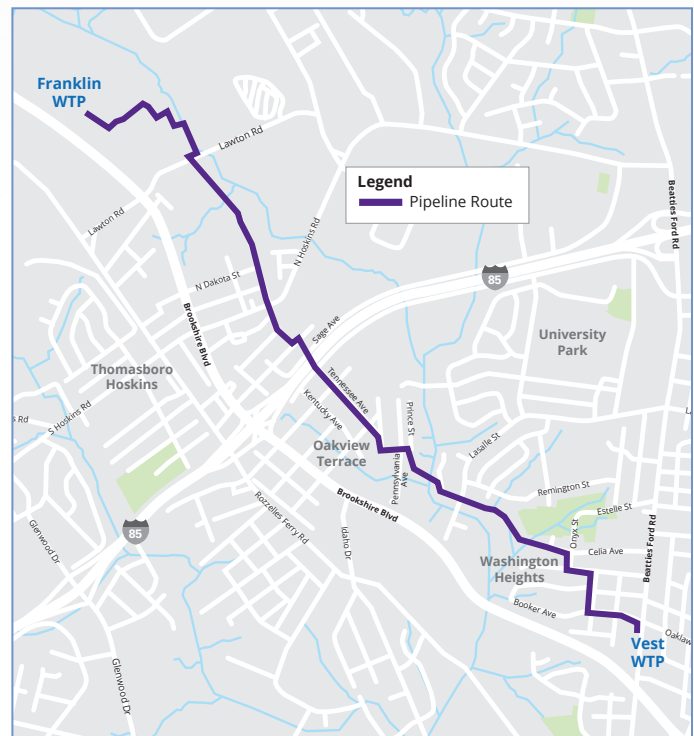 Franklin
WTP
Lawton Rd
Beatties Ford Rd
Legend
Pipeline Route
Lawton Rd
N Hoskins Rd
N Dakota St
85
Brookshire Blvd
Sage Ave
University
Park
Thomasboro
Hoskins
Tennessee Ave
Kentucky Ave
Prince St
S Hoskins Rd
s Rd
Oakview
Terrace
Lasalle St
Pennsylvania
Ave
Remington St
Brookshire Blvd
Rozzelles Ferry Rd
Estelle St
Onyx St
Glenwood Dr
85
Idaho Dr
Celia Ave
Beatties Ford Rd
Washington
Heights
Booker Ave
Oaklaw
Vest
WTP
Glenwood Dr